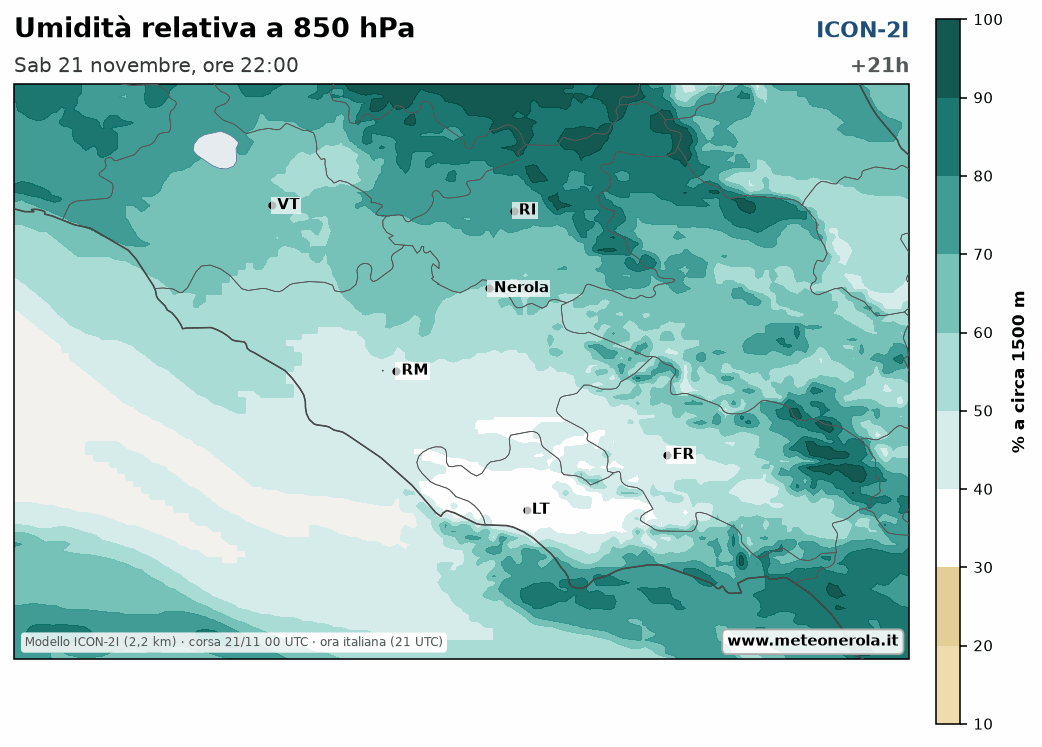 Umidità relativa a 850 hPa
ICON-2I
Sab 21 novembre, ore 22:00
+21h
100
90
80
70
60
50
40
30
20
10
% a circa 1500 m
VT
RI
Nerola
RM
FR
LT
Modello ICON-2I (2,2 km) · corsa 21/11 00 UTC · ora italiana (21 UTC)
www.meteonerola.it